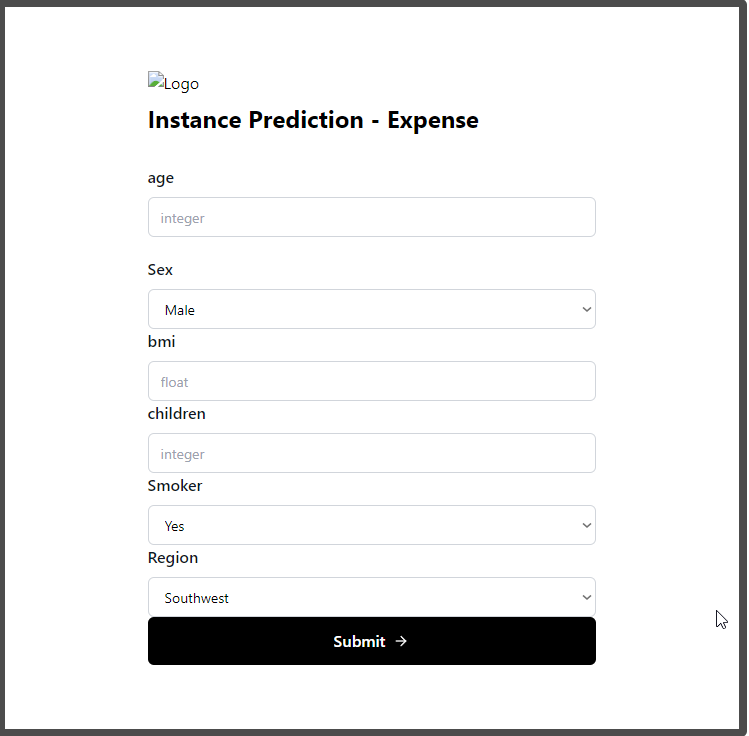 Logo
Instance Prediction - Expense
age
integer
Sex
Male
bmi
float
children
integer
Smoker
Yes
Region
Southwest
Submit →